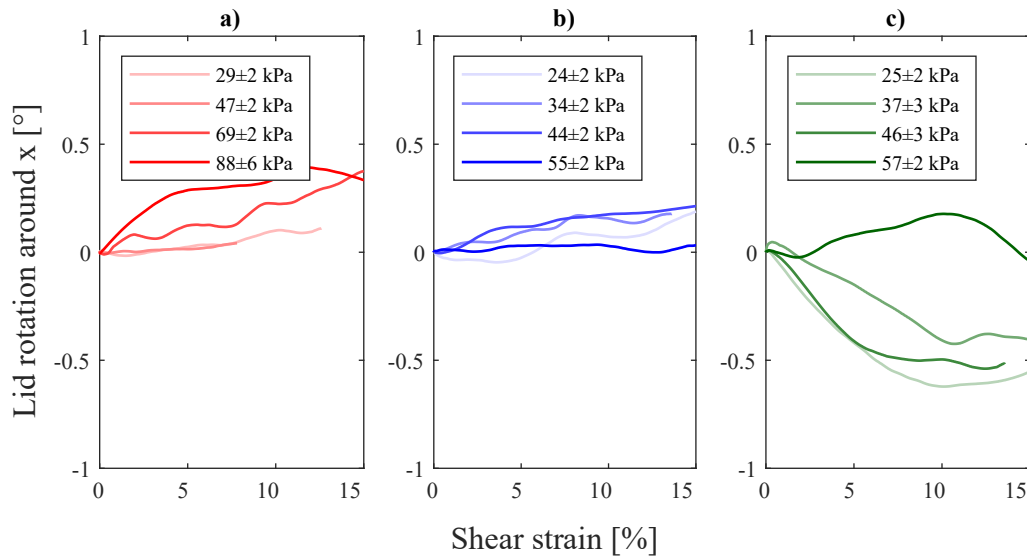 a)
b)
c)
Lid rotation around x [°]
1
0.5
0
-0.5
-1
29±2 kPa
47±2 kPa
69±2 kPa
88±6 kPa
0
5
10
15
1
0.5
0
-0.5
-1
24±2 kPa
34±2 kPa
44±2 kPa
55±2 kPa
0
5
10
15
1
0.5
0
-0.5
-1
25±2 kPa
37±3 kPa
46±3 kPa
57±2 kPa
0
5
10
15
Shear strain [%]